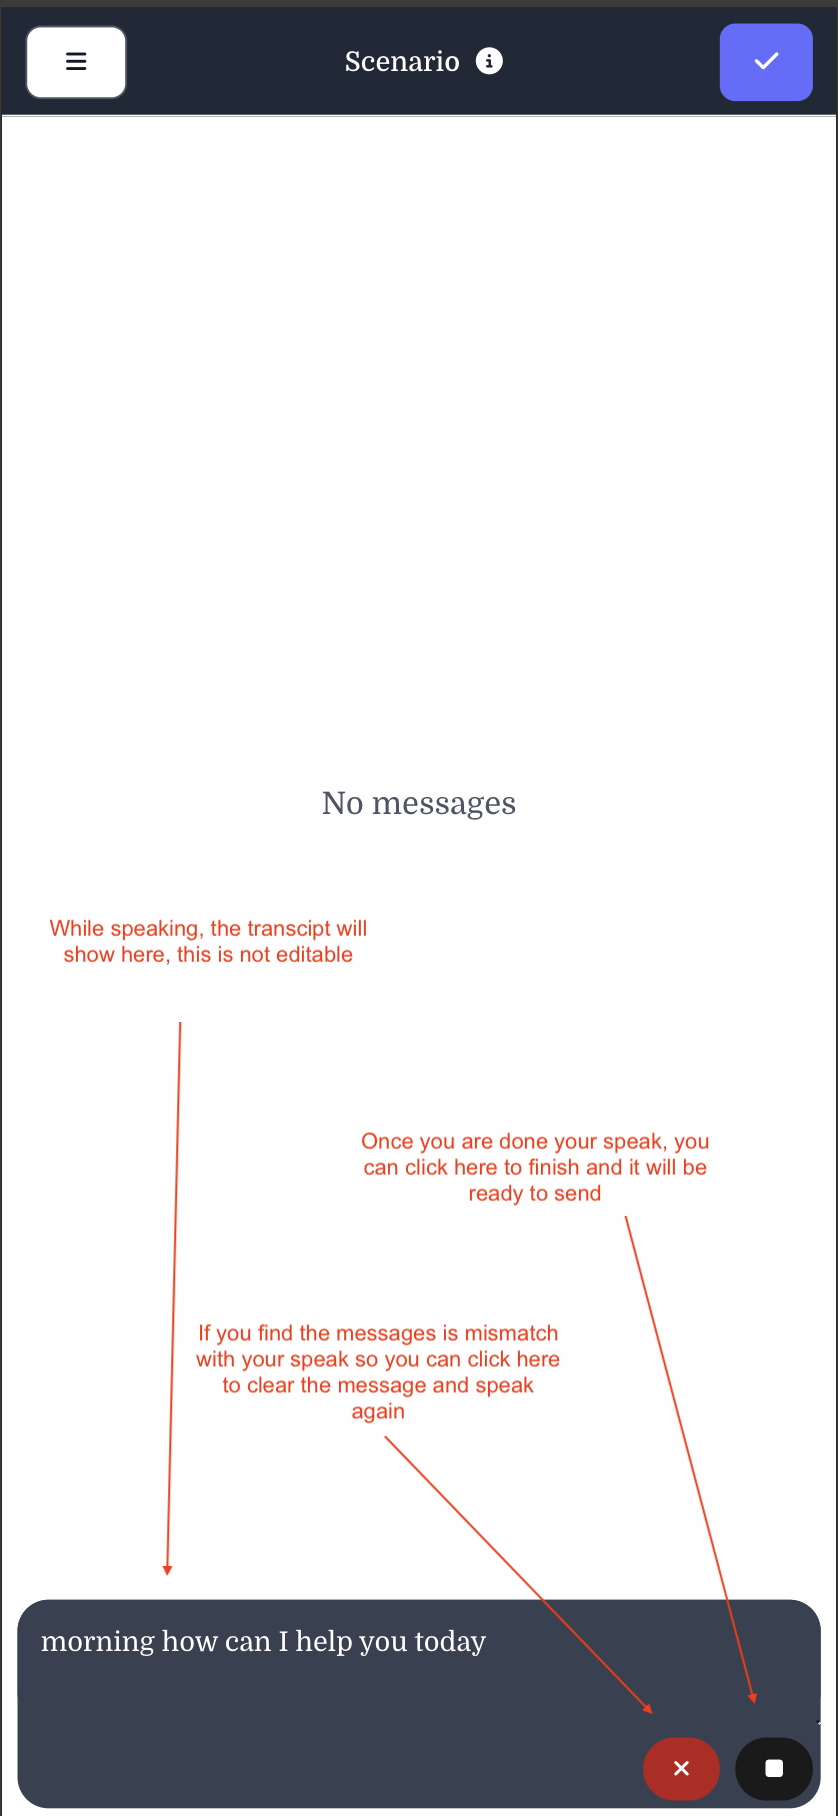 Scenario
No messages
While speaking, the transcipt will
show here, this is not editable
Once you are done your speak, you
can click here to finish and it will be
ready to send
If you find the messages is mismatch
with your speak so you can click here
to clear the message and speak
again
morning how can I help you today